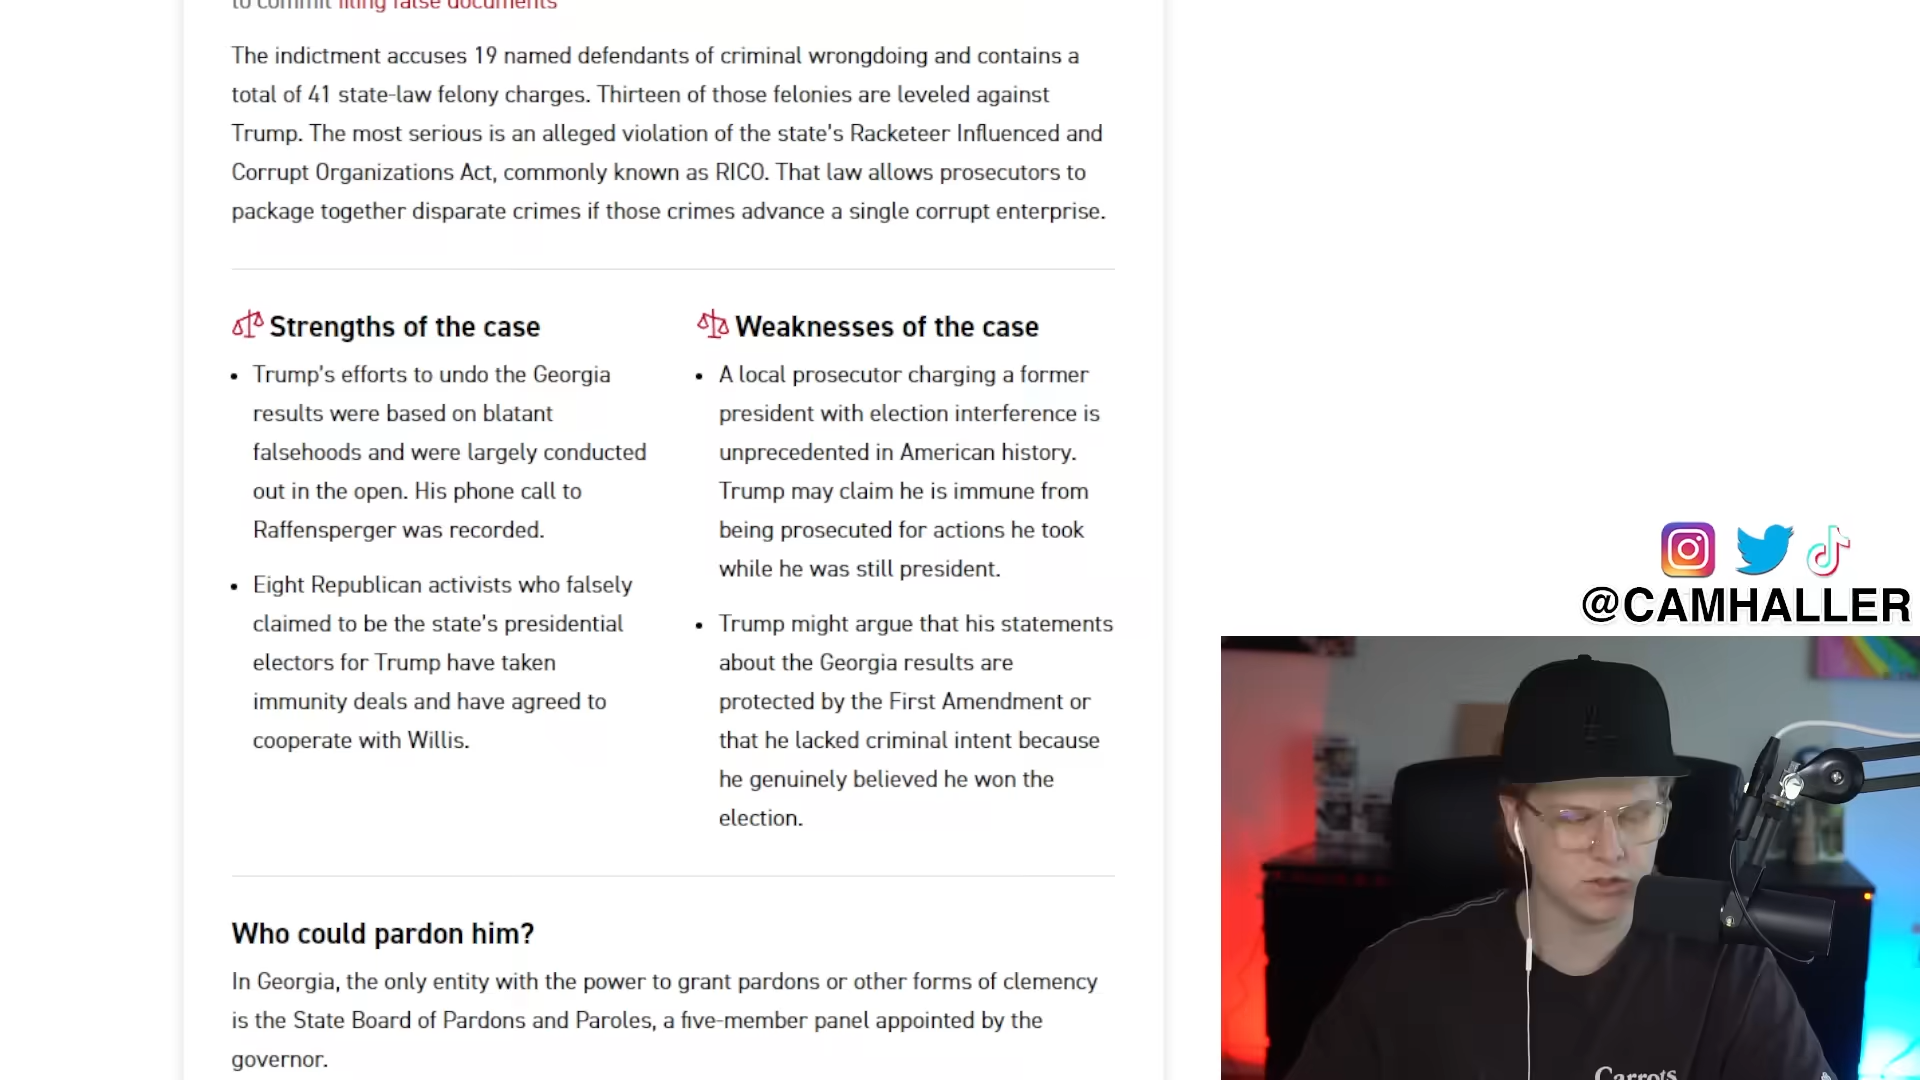 to commit filing false documents
The indictment accuses 19 named defendants of criminal wrongdoing and contains a
total of 41 state-law felony charges. Thirteen of those felonies are leveled against
Trump. The most serious is an alleged violation of the state's Racketeer Influenced and
Corrupt Organizations Act, commonly known as RICO. That law allows prosecutors to
package together disparate crimes if those crimes advance a single corrupt enterprise.
Strengths of the case
• Trump's efforts to undo the Georgia
results were based on blatant
falsehoods and were largely conducted
out in the open. His phone call to
Raffensperger was recorded.
• Eight Republican activists who falsely
claimed to be the state's presidential
electors for Trump have taken
immunity deals and have agreed to
cooperate with Willis.
Weaknesses of the case
• A local prosecutor charging a former
president with election interference is
unprecedented in American history.
Trump may claim he is immune from
being prosecuted for actions he took
while he was still president.
• Trump might argue that his statements
about the Georgia results are
protected by the First Amendment or
that he lacked criminal intent because
he genuinely believed he won the
election.
Who could pardon him?
In Georgia, the only entity with the power to grant pardons or other forms of clemency
is the State Board of Pardons and Paroles, a five-member panel appointed by the
governor.
@CAMHALLER
Carrots